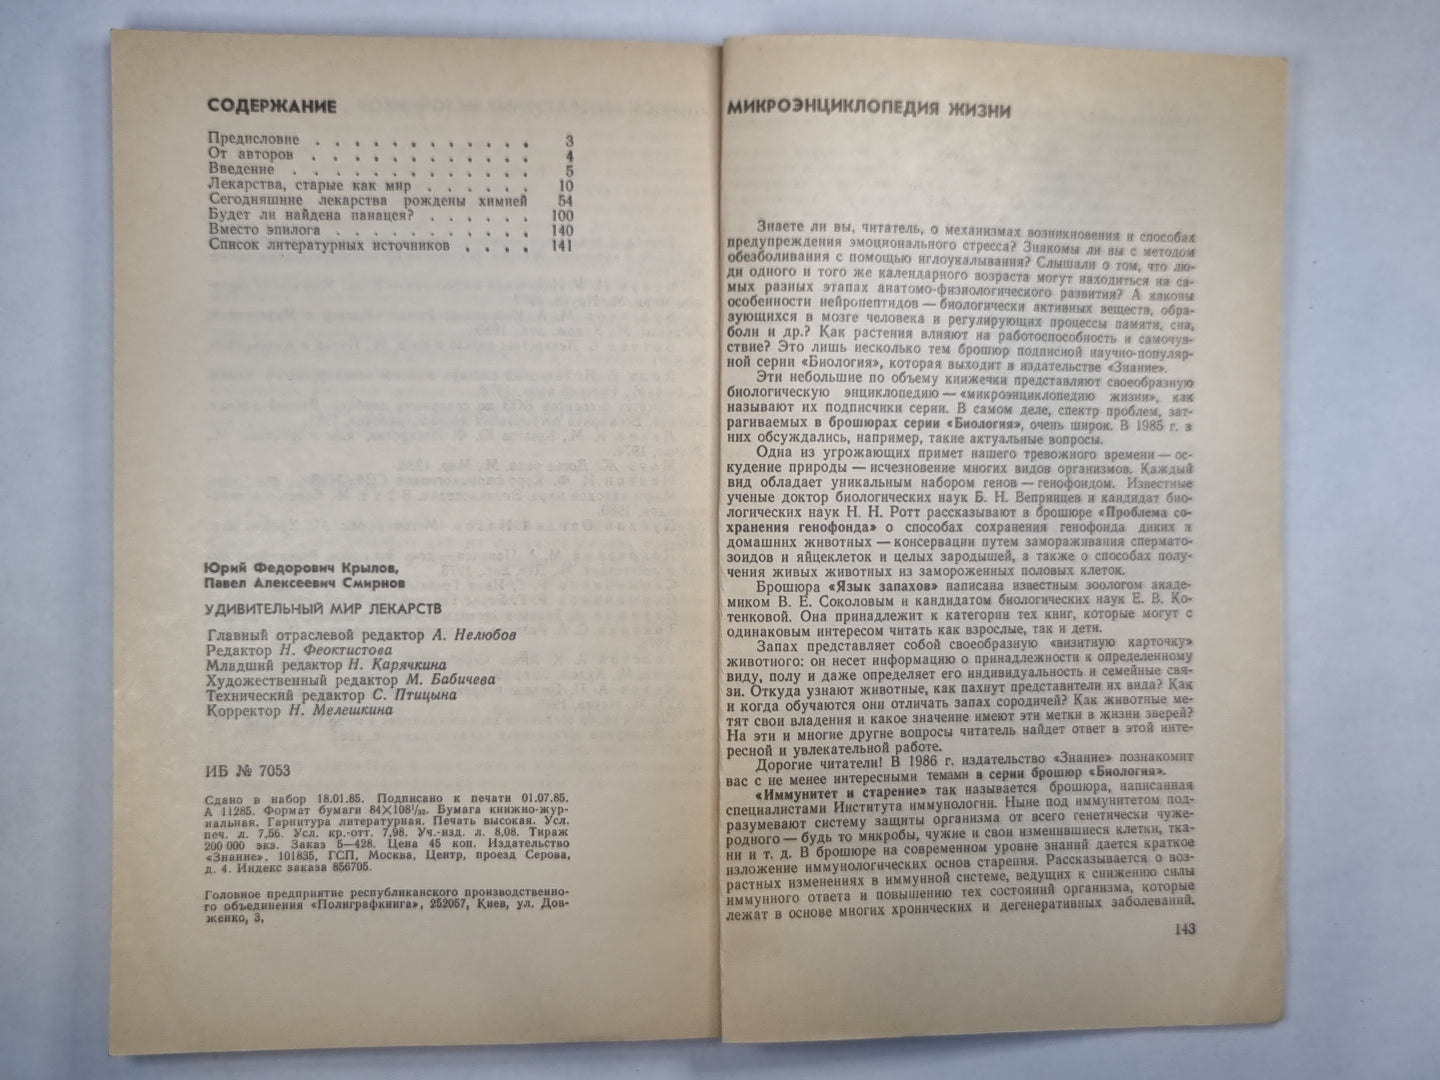 СОДЕРЖАНИЕ
Предисловие . . . . . . . . . . . . 3
От авторов . . . . . . . . . . . . 4
Введение . . . . . . . . . . . . . 5
Лекарства, старые как мир . . . . . . 10
Сегодняшние лекарства рождены химией 54
Будет ли найдена панацея? . . . . . . 100
Вместо эпилога . . . . . . . . . . . 140
Список литературных источников . . . . 141
Юрий Федорович Крылов,
Павел Алексеевич Смирнов
УДИВИТЕЛЬНЫЙ МИР ЛЕКАРСТВ
Главный отраслевой редактор А. Нелюбов
Редактор Н. Феоктистова
Младший редактор Н. Карячкина
Художественный редактор М. Бабичева
Технический редактор С. Птицына
Корректор Н. Мелешкина
ИБ № 7053
Сдано в набор 18.01.85. Подписано к печати 01.07.85.
А 11285. Формат бумаги 84×108¹/₃₂. Бумага книжно-жур-
нальная. Гарнитура литературная. Печать высокая. Усл.
печ. л. 7,56. Усл. кр.-отт. 7,98. Уч.-изд. л. 8,08. Тираж
200 000 экз. Заказ 5—428. Цена 45 коп. Издательство
«Знание». 101835, ГСП, Москва, Центр, проезд Серова,
д. 4. Индекс заказа 856705.
Головное предприятие республиканского производственно-
го объединения «Полиграфкнига», 252057, Киев, ул. Дов-
женко, 3,
МИКРОЭНЦИКЛОПЕДИЯ ЖИЗНИ
Знаете ли вы, читатель, о механизмах возникновения и способах
предупреждения эмоционального стресса? Знакомы ли вы с методом
обезболивания с помощью иглоукалывания? Слышали о том, что лю-
ди одного и того же календарного возраста могут находиться на са-
мых разных этапах анатомо-физиологического развития? А каковы
особенности нейропептидов — биологически активных веществ, обра-
зующихся в мозге человека и регулирующих процессы памяти, сна,
боли и др.? Как растения влияют на работоспособность и самочув-
ствие? Это лишь несколько тем брошюр подписной научно-популяр-
ной серии «Биология», которая выходит в издательстве «Знание».
Эти небольшие по объему книжечки представляют своеобразную
биологическую энциклопедию — «микроэнциклопедию жизни», как
называют их подписчики серии. В самом деле, спектр проблем, зат-
рагиваемых в брошюрах серии «Биология», очень широк. В 1985 г. в
них обсуждались, например, такие актуальные вопросы.
Одна из угрожающих примет нашего тревожного времени — ос-
кудение природы — исчезновение многих видов организмов. Каждый
вид обладает уникальным набором генов — генофондом. Известные
ученые доктор биологических наук Б. Н. Вепринцев и кандидат био-
логических наук Н. Н. Ротт рассказывают в брошюре «Проблема со-
хранения генофонда» о способах сохранения генофонда диких и
домашних животных — консервации путем замораживания спермато-
зоидов и яйцеклеток и целых зародышей, а также о способах полу-
чения живых животных из замороженных половых клеток.
Брошюра «Язык запахов» написана известным зоологом акаде-
миком В. Е. Соколовым и кандидатом биологических наук Е. В. Ко-
тенковой. Она принадлежит к категории тех книг, которые могут с
одинаковым интересом читать как взрослые, так и дети.
Запах представляет собой своеобразную «визитную карточку»
животного: он несет информацию о принадлежности к определенному
виду, полу и даже определяет его индивидуальность и семейные свя-
зи. Откуда узнают животные, как пахнут представители их вида? Как
и когда обучаются они отличать запах сородичей? Как животные ме-
тят свои владения и какое значение имеют эти метки в жизни зверей?
На эти и многие другие вопросы читатель найдет ответ в этой инте-
ресной и увлекательной работе.
Дорогие читатели! В 1986 г. издательство «Знание» познакомит
вас с не менее интересными темами в серии брошюр «Биология».
«Иммунитет и старение» так называется брошюра, написанная
специалистами Института иммунологии. Ныне под иммунитетом под-
разумевают систему защиты организма от всего генетически чуже-
родного — будь то микробы, чужие и свои изменившиеся клетки, тка-
ни и т. д. В брошюре на современном уровне знаний дается краткое
изложение иммунологических основ старения. Рассказывается о воз-
растных изменениях в иммунной системе, ведущих к снижению силы
иммунного ответа и повышению тех состояний организма, которые
лежат в основе многих хронических и дегенеративных заболеваний.
143